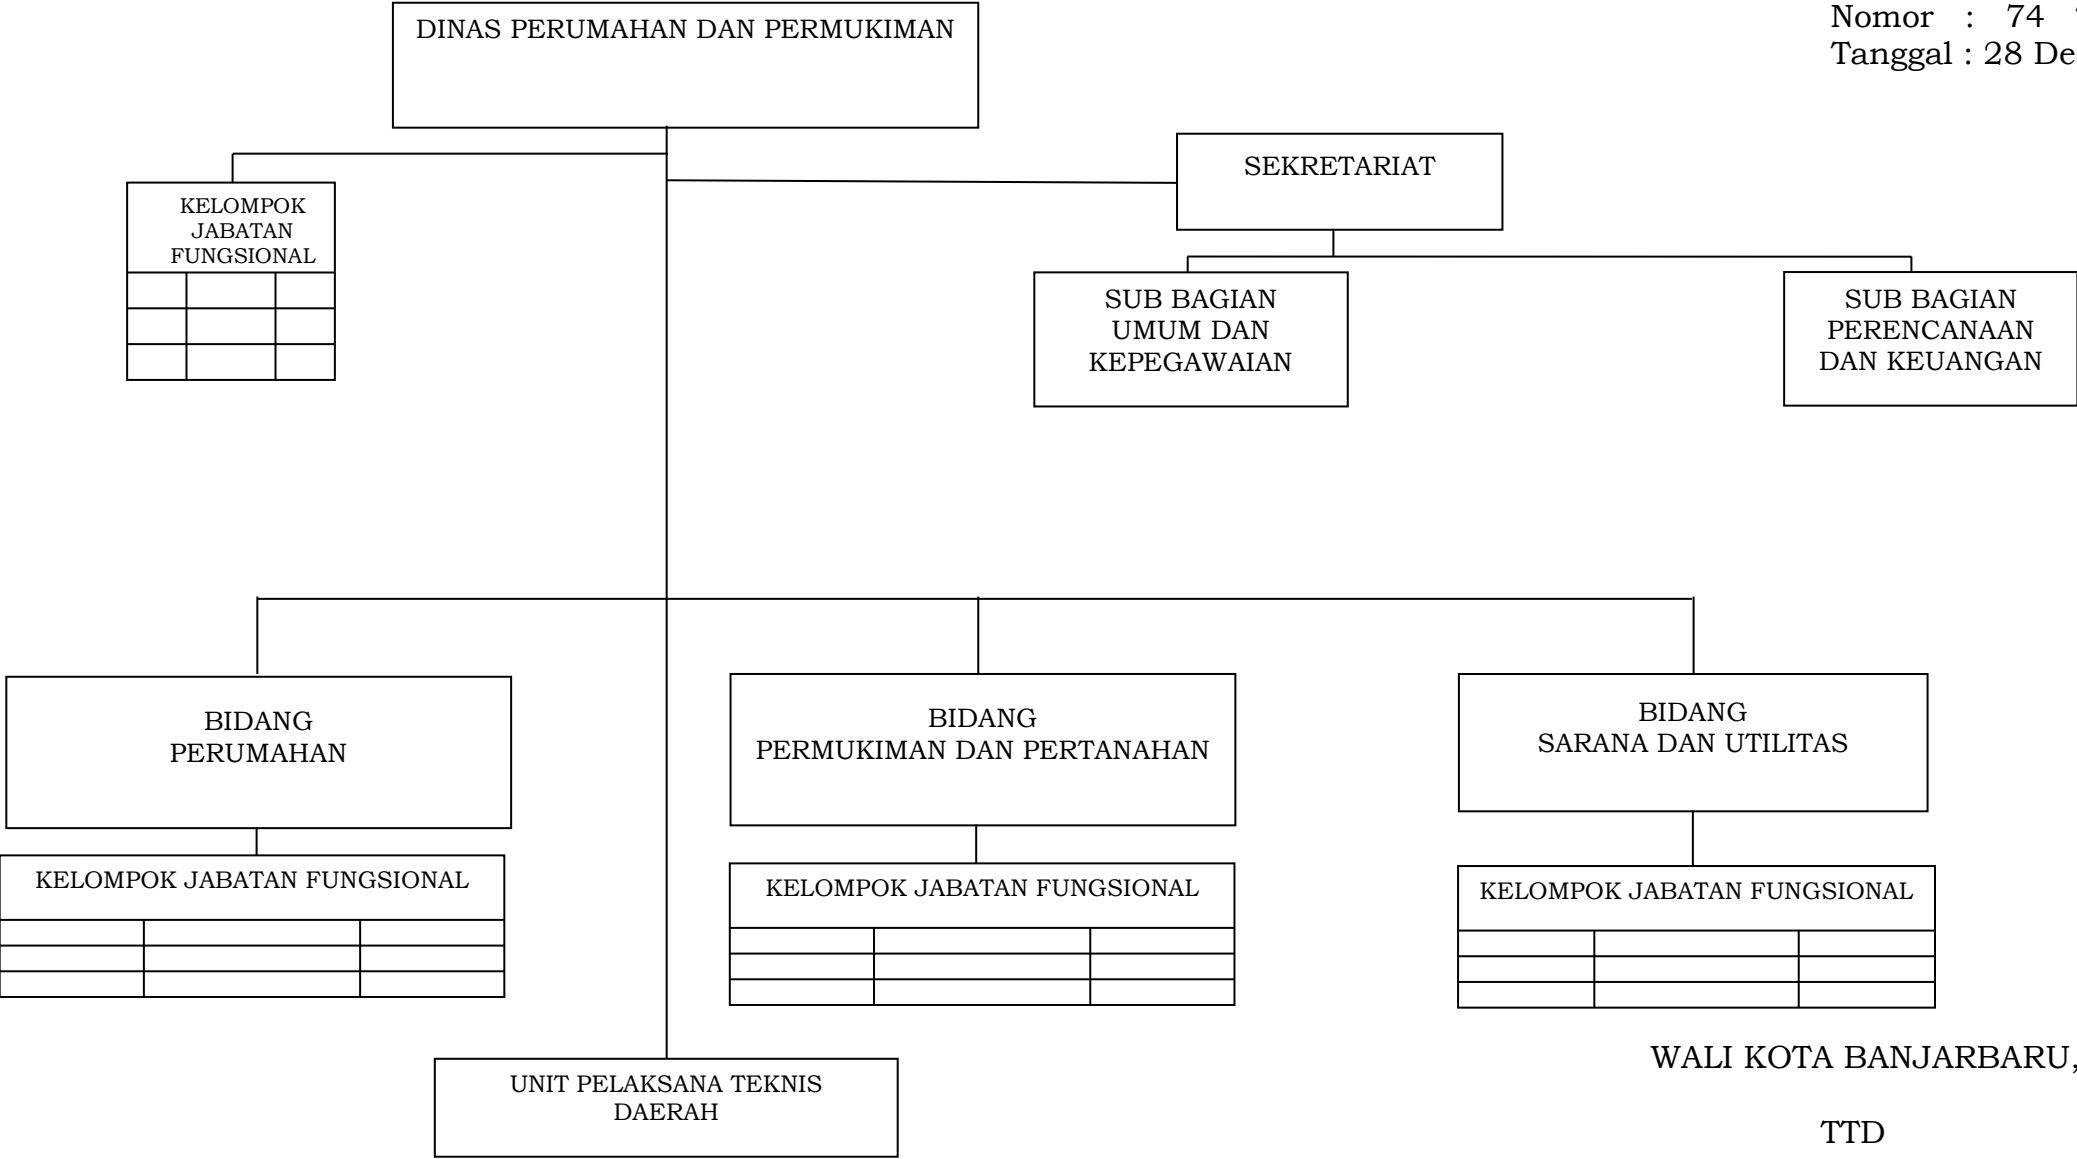 DINAS PERUMAHAN DAN PERMUKIMAN
Nomor : 74
Tanggal : 28
SEKRETARIAT
KELOMPOK
JABATAN
FUNGSIONAL
SUB BAGIAN
UMUM DAN
KEPEGAWAIAN
SUB BAGIAN
PERENCANAAN
DAN KEUANGAN
BIDANG
PERUMAHAN
BIDANG
PERMUKIMAN DAN PERTANAHAN
BIDANG
SARANA DAN UTILITAS
KELOMPOK JABATAN FUNGSIONAL
KELOMPOK JABATAN FUNGSIONAL
KELOMPOK JABATAN FUNGSIONAL
UNIT PELAKSANA TEKNIS
DAERAH
WALI KOTA BANJARBARU,
TTD